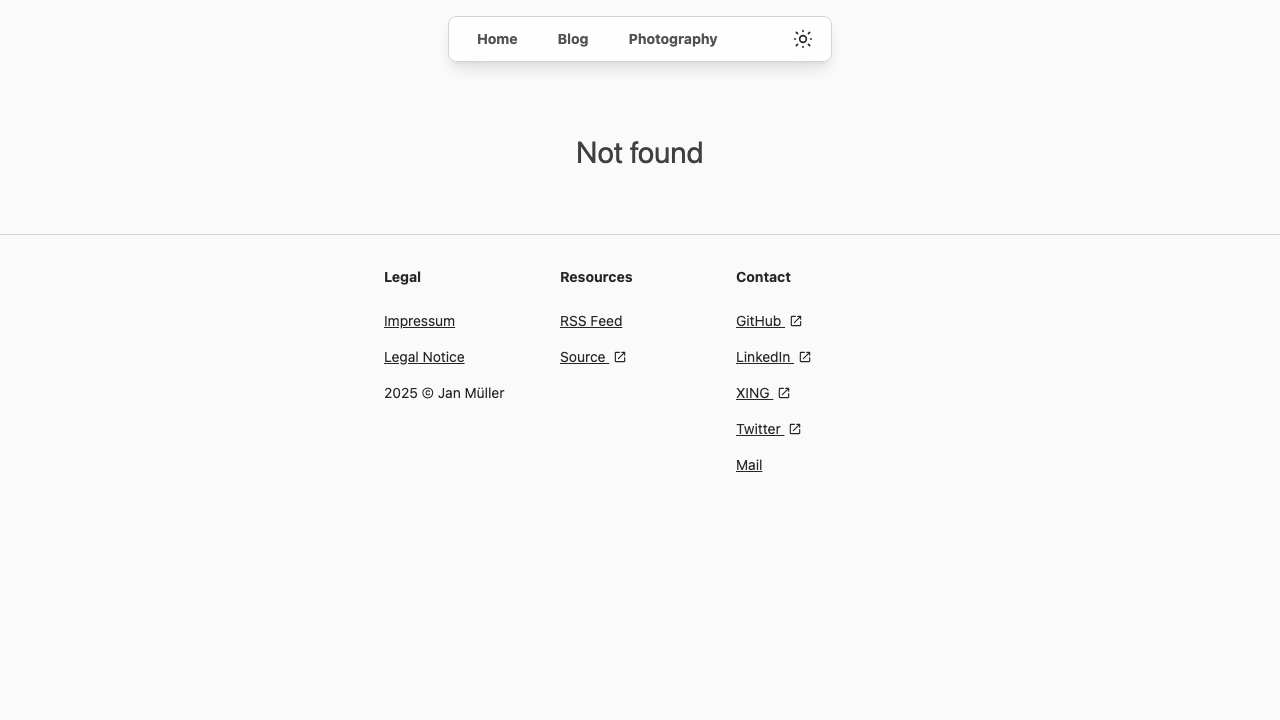 Home Blog Photography
Not found
Legal
Impressum
Legal Notice
2025 © Jan Müller
Resources
RSS Feed
Source
Contact
GitHub
LinkedIn
XING
Twitter
Mail